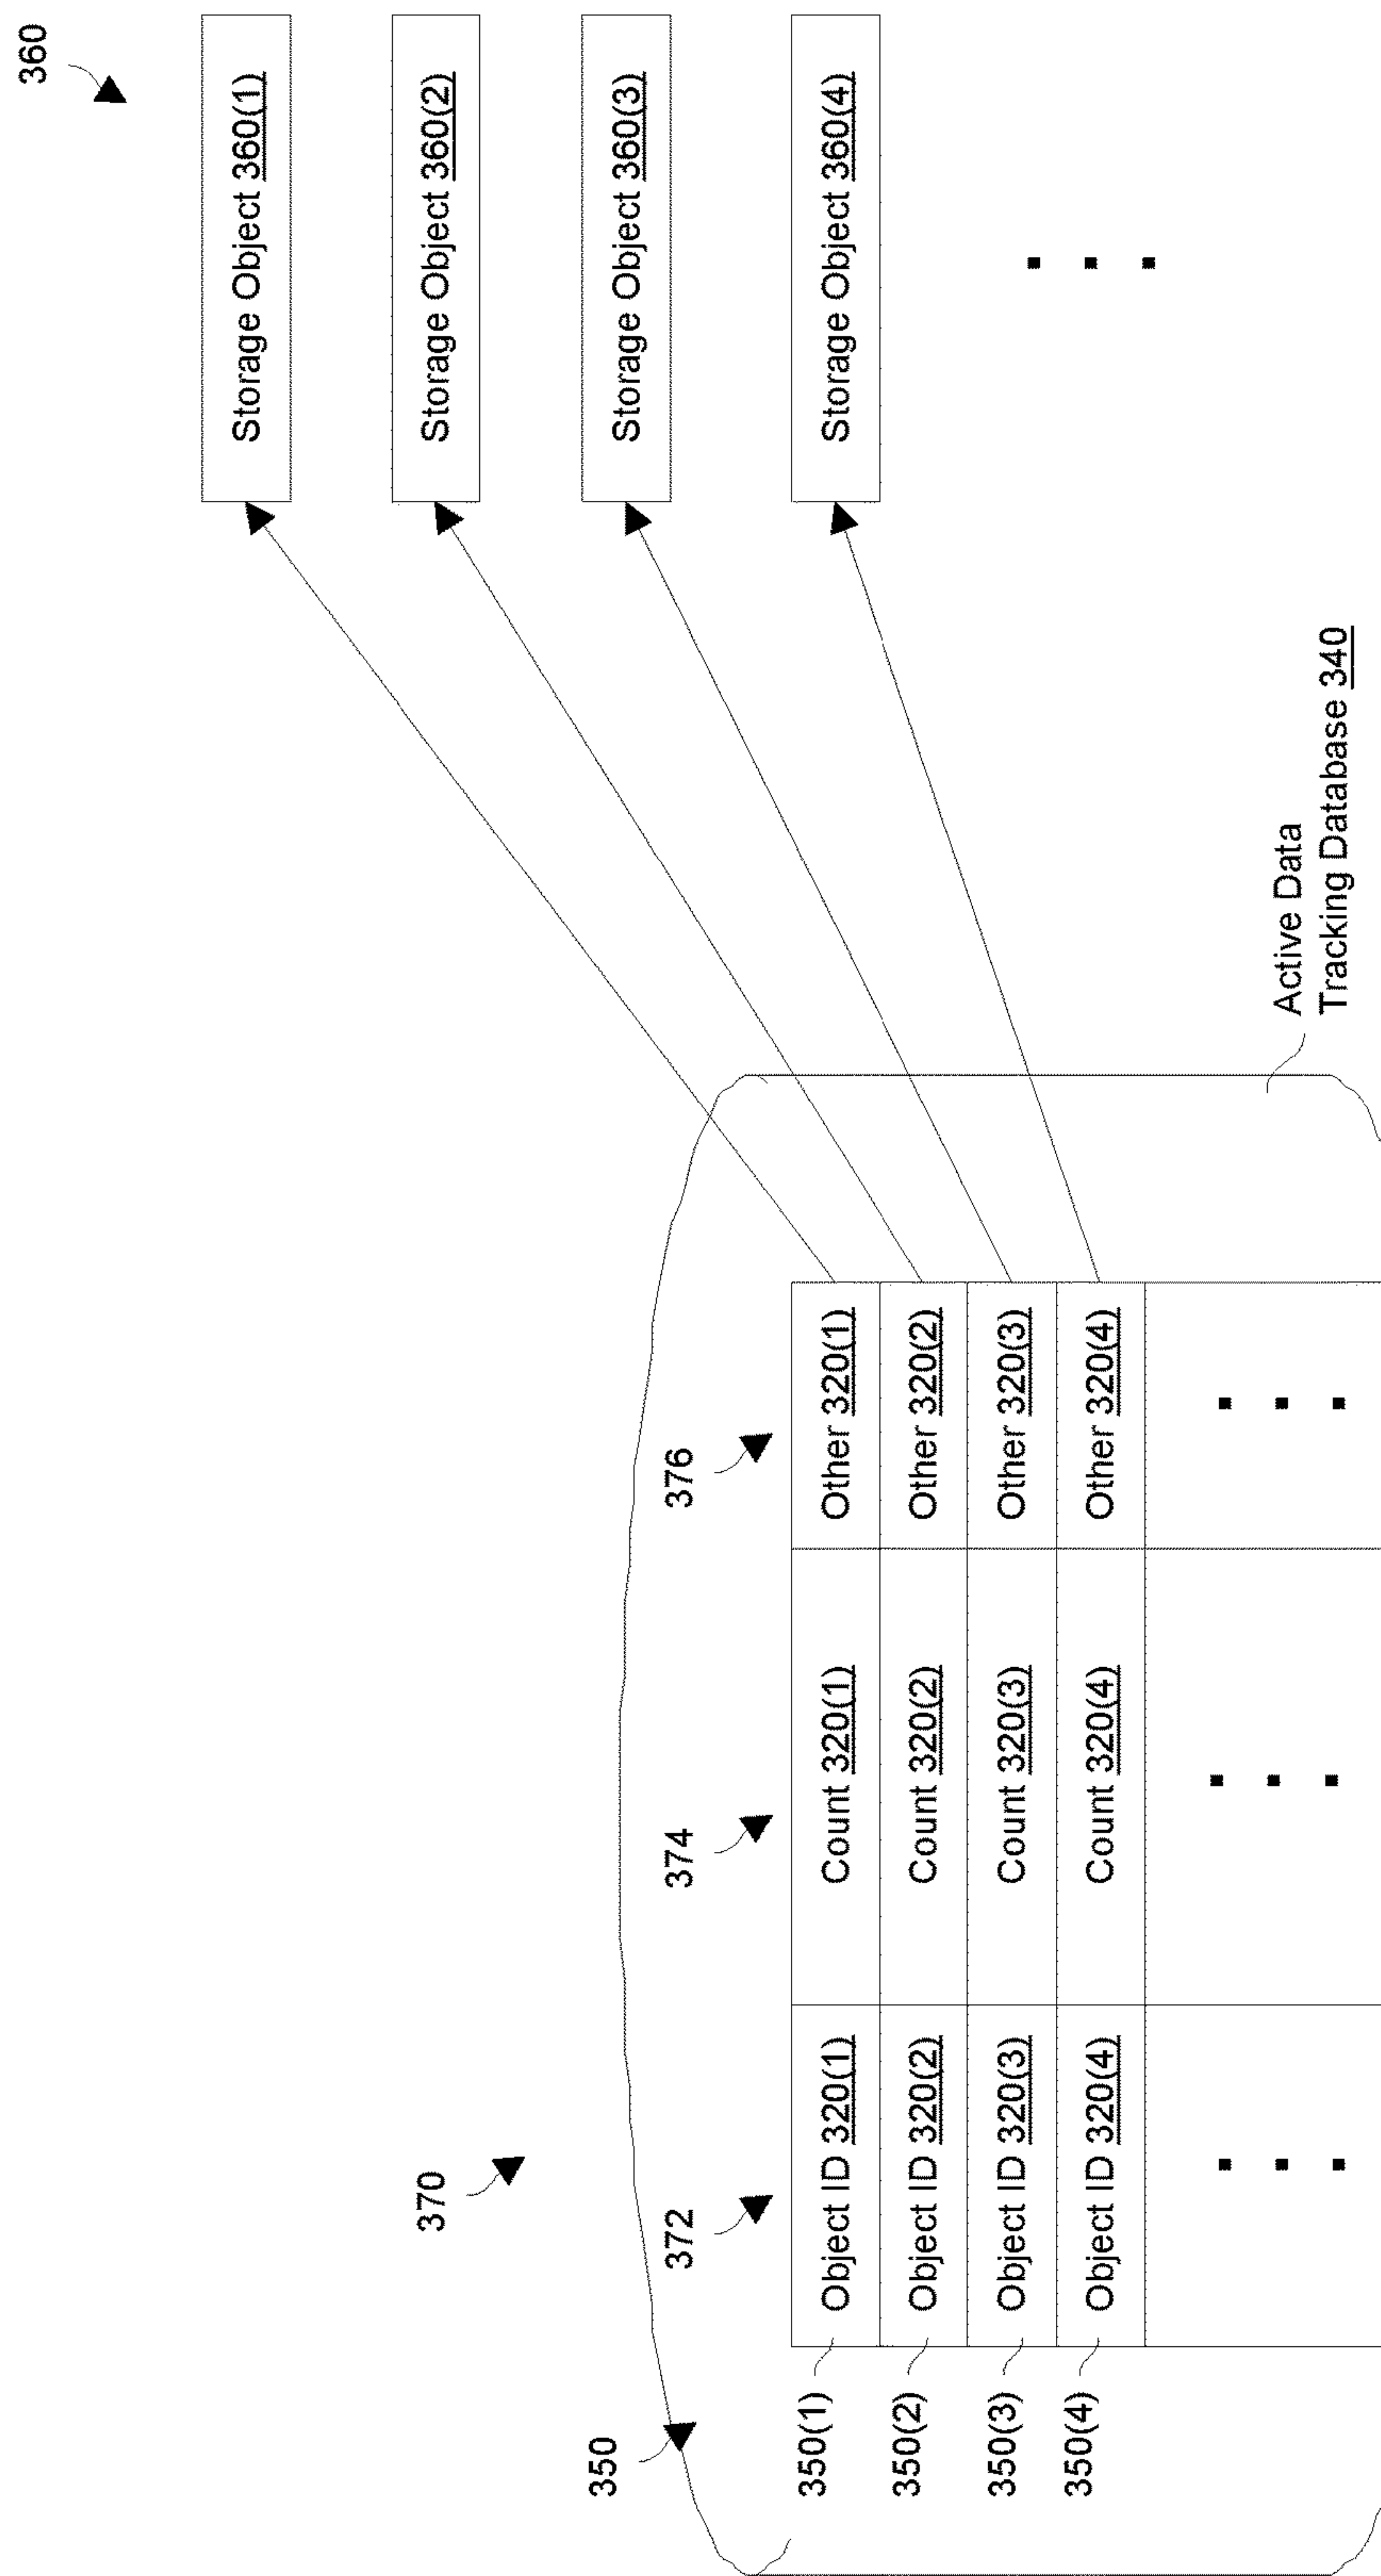 360
Storage Object 360(1)
Storage Object 360(2)
Storage Object 360(3)
Storage Object 360(4)
370
350
372
374
376
350(1)
Object ID 320(1)
Count 320(1)
Other 320(1)
350(2)
Object ID 320(2)
Count 320(2)
Other 320(2)
350(3)
Object ID 320(3)
Count 320(3)
Other 320(3)
350(4)
Object ID 320(4)
Count 320(4)
Other 320(4)
Active Data
Tracking Database 340